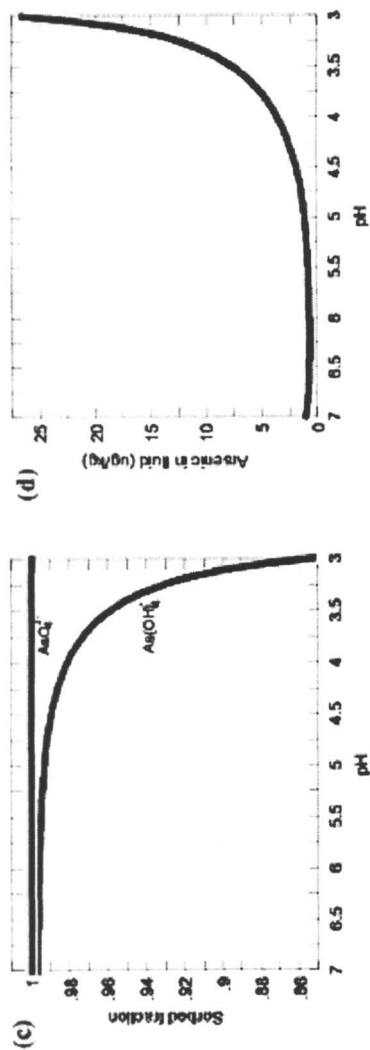 (c)
Sorbed fraction
1
.98
.96
.94
.92
.9
.88
.86
AsO₄³⁻
As(OH)₄⁻
7 6.5 6 5.5 5 4.5 4 3.5 3
pH
(d)
Arsenic in fluid (ug/kg)
25
20
15
10
5
0
7 6.5 6 5.5 5 4.5 4 3.5 3
pH